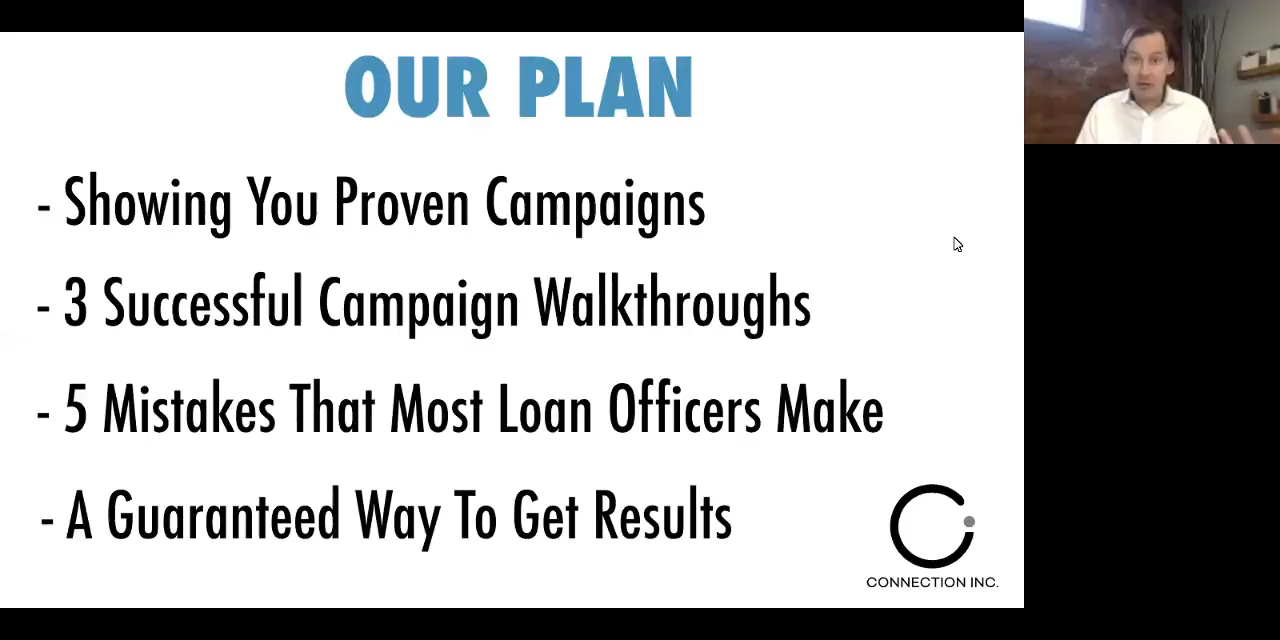 OUR PLAN
- Showing You Proven Campaigns
- 3 Successful Campaign Walkthroughs
- 5 Mistakes That Most Loan Officers Make
- A Guaranteed Way To Get Results
CONNECTION INC.